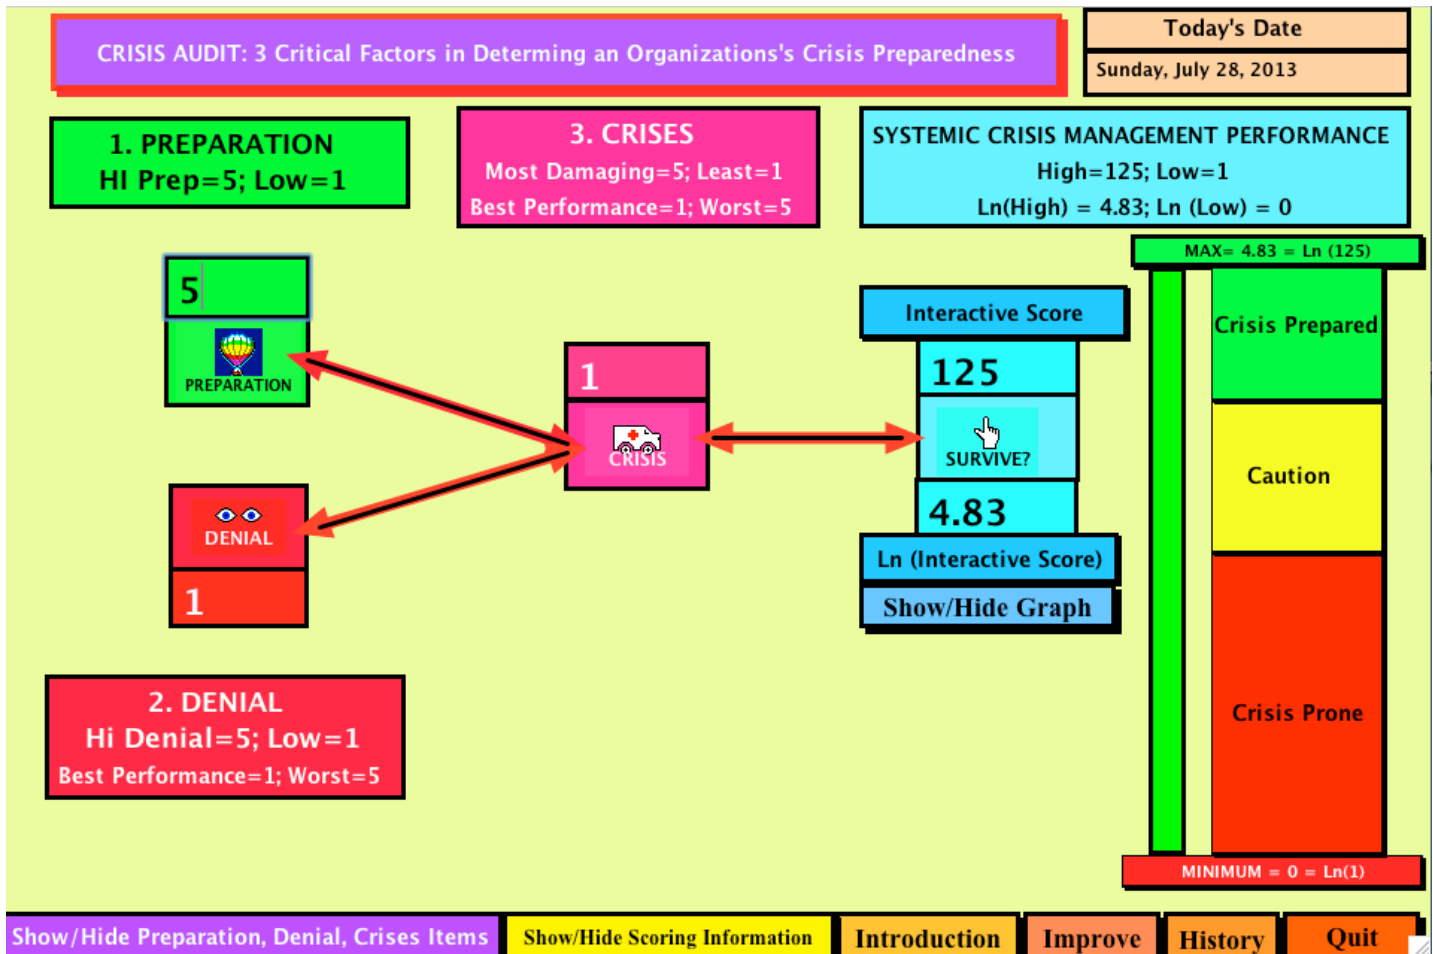 CRISIS AUDIT: 3 Critical Factors in Determing an Organizations's Crisis Preparedness
Today's Date
Sunday, July 28, 2013
1. PREPARATION
HI Prep=5; Low=1
3. CRISES
Most Damaging=5; Least=1
Best Performance=1; Worst=5
SYSTEMIC CRISIS MANAGEMENT PERFORMANCE
High=125; Low=1
Ln(High) = 4.83; Ln (Low) = 0
MAX= 4.83 = Ln (125)
5
PREPARATION
1
CRISIS
Interactive Score
125
SURVIVE?
4.83
Ln (Interactive Score)
Show/Hide Graph
Crisis Prepared
Caution
Crisis Prone
MINIMUM = 0 = Ln(1)
DENIAL
1
2. DENIAL
Hi Denial=5; Low=1
Best Performance=1; Worst=5
Show/Hide Preparation, Denial, Crises Items
Show/Hide Scoring Information
Introduction
Improve
History
Quit